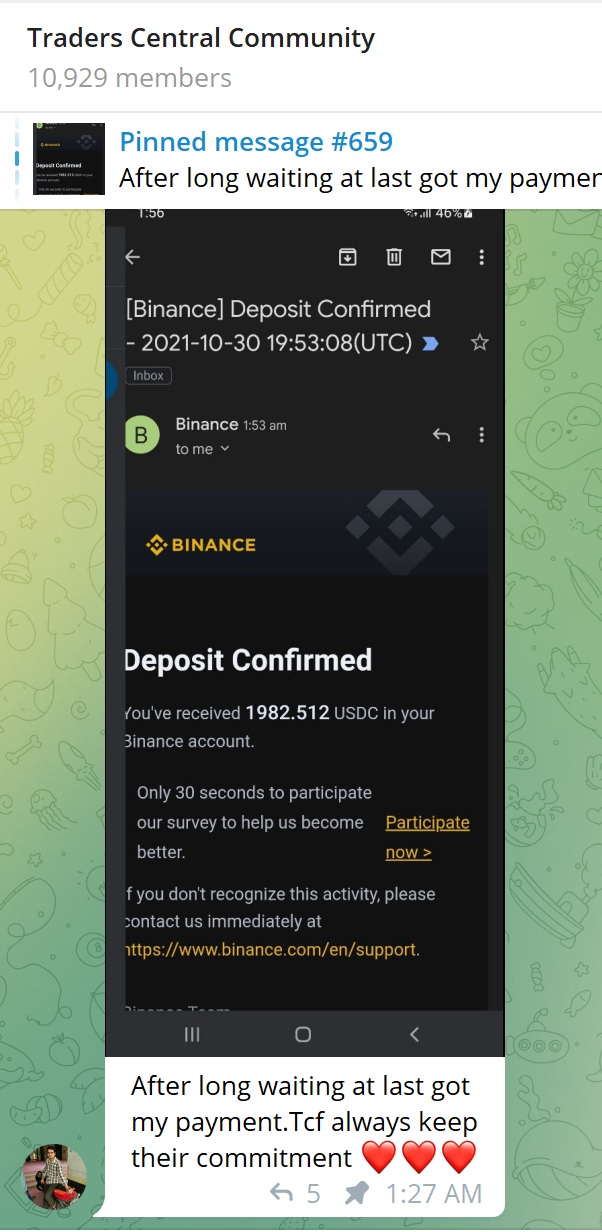 Traders Central Community
10,929 members
Pinned message #659
After long waiting at last got my paymen
Deposit Confirmed
1:56
46%
[Binance] Deposit Confirmed
- 2021-10-30 19:53:08(UTC)
Inbox
B
Binance 1:53 am
to me
BINANCE
Deposit Confirmed
You've received 1982.512 USDC in your
Binance account.
Only 30 seconds to participate
our survey to help us become
better.
Participate
now >
If you don't recognize this activity, please
contact us immediately at
https://www.binance.com/en/support.
Binance Team
After long waiting at last got
my payment.Tcf always keep
their commitment ❤️❤️❤️
5 1:27 AM